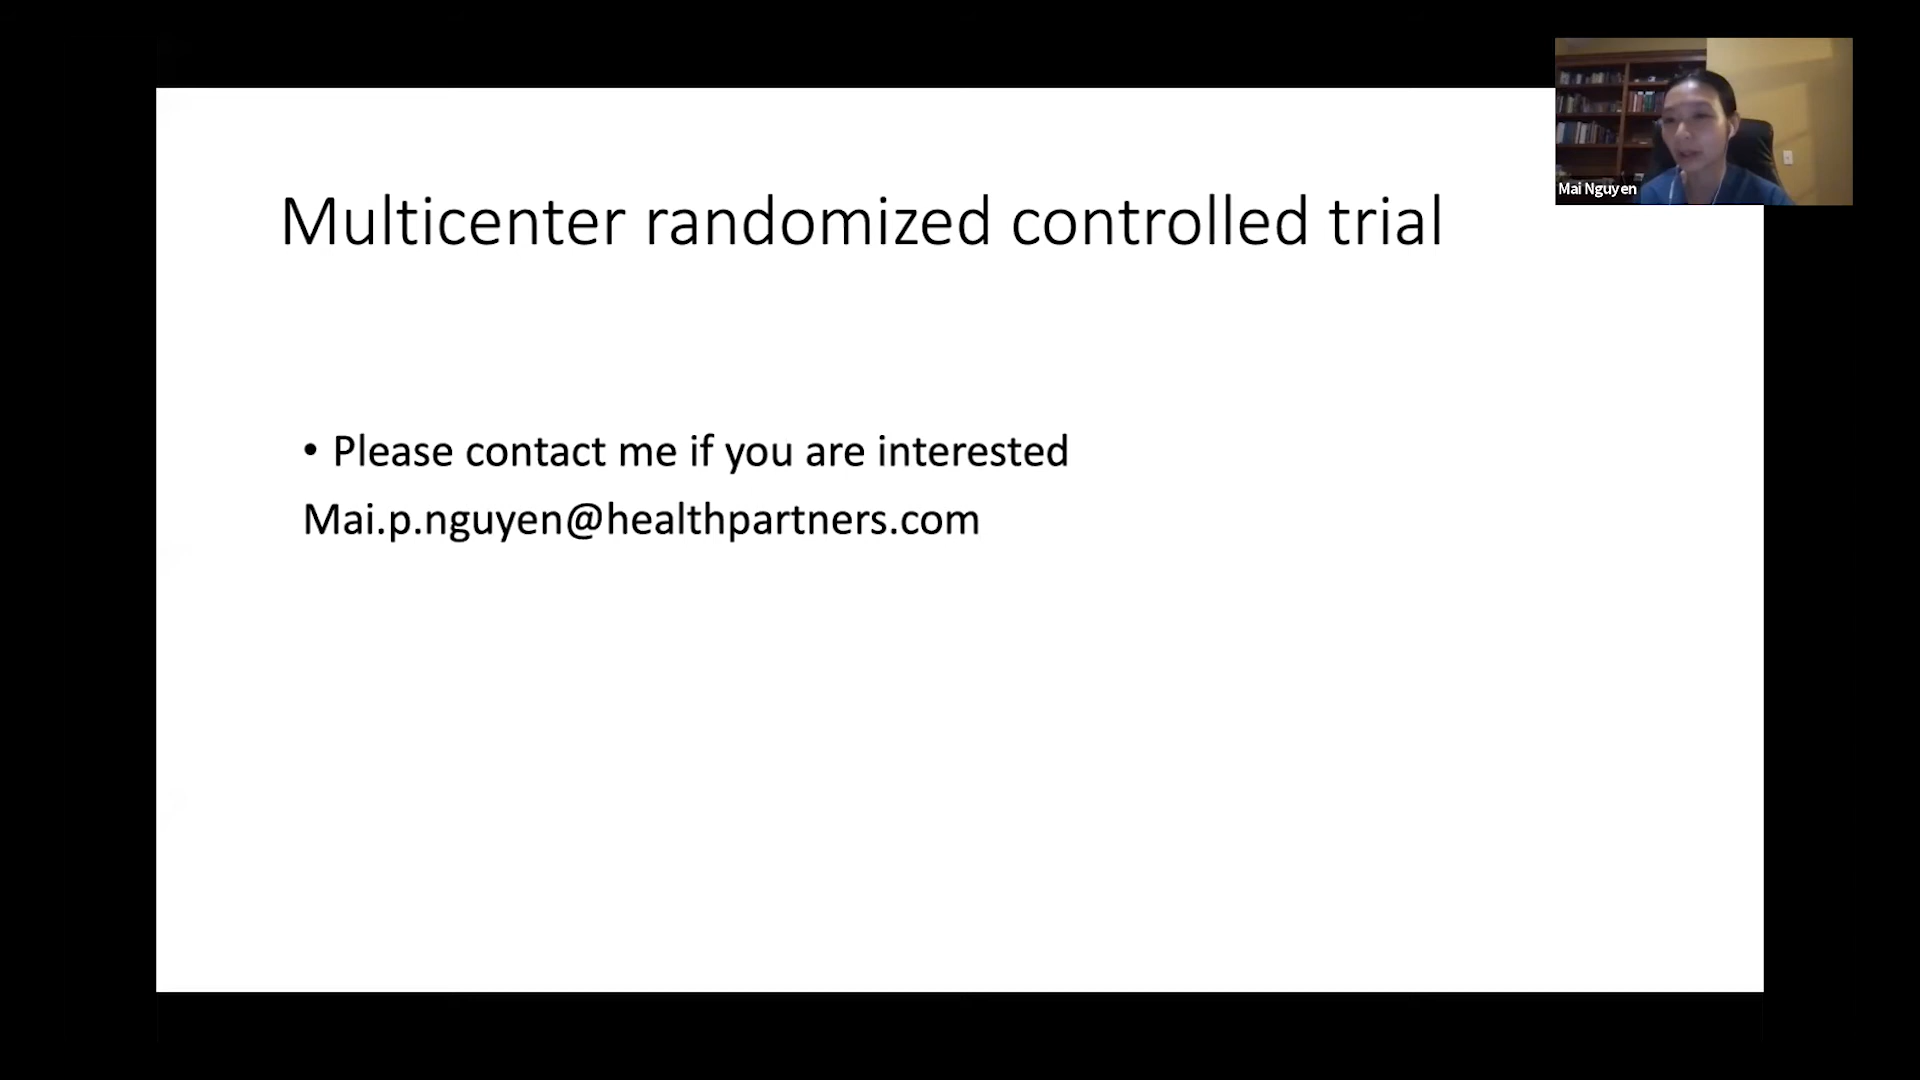 Multicenter randomized controlled trial
Mai Nguyen
• Please contact me if you are interested
Mai.p.nguyen@healthpartners.com